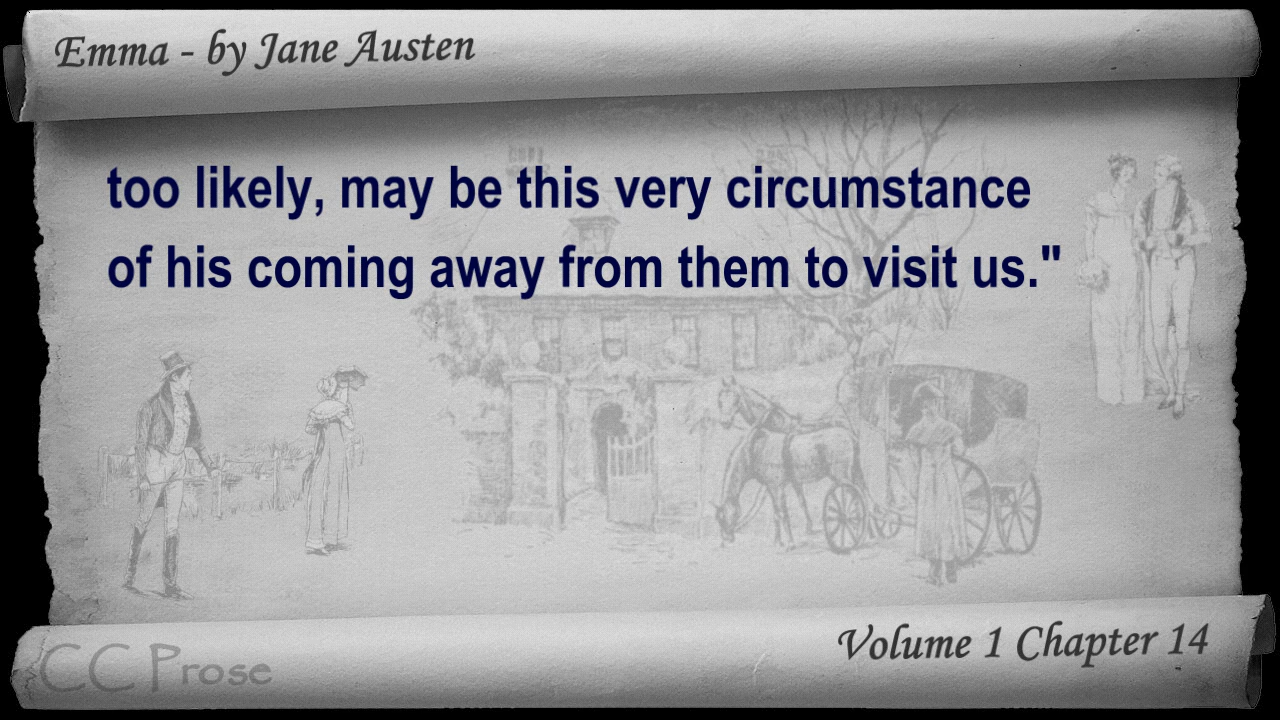 Emma - by Jane Austen
too likely, may be this very circumstance
of his coming away from them to visit us."
Volume 1 Chapter 14
CC Prose